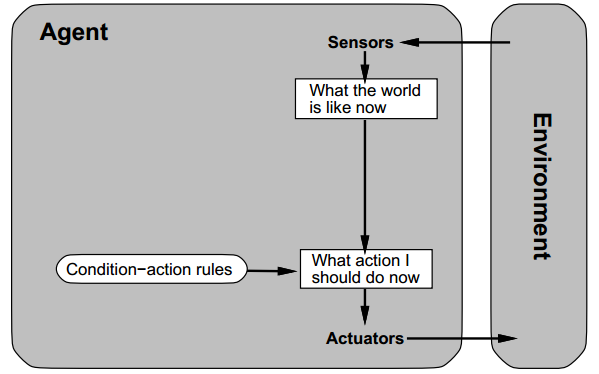 Agent
Sensors
What the world
is like now
Environment
Condition−action rules
What action I
should do now
Actuators